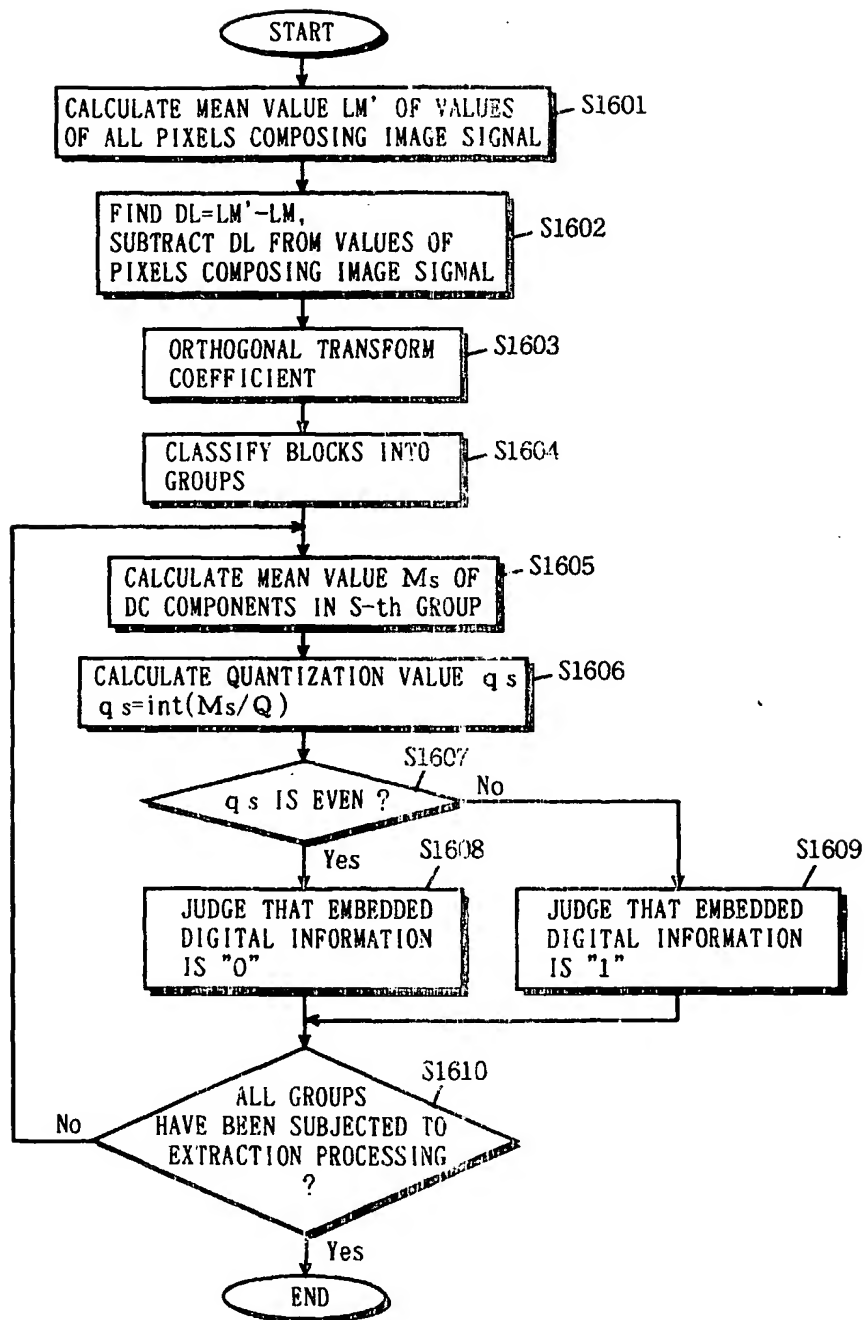 START
CALCULATE MEAN VALUE LM' OF VALUES
OF ALL PIXELS COMPOSING IMAGE SIGNAL
S1601
FIND DL=LM'-LM,
SUBTRACT DL FROM VALUES OF
PIXELS COMPOSING IMAGE SIGNAL
S1602
ORTHOGONAL TRANSFORM
COEFFICIENT
S1603
CLASSIFY BLOCKS INTO
GROUPS
S1604
CALCULATE MEAN VALUE Ms OF
DC COMPONENTS IN S-th GROUP
S1605
CALCULATE QUANTIZATION VALUE q s
q s=int(Ms/Q)
S1606
S1607
q s IS EVEN ?
No
Yes
S1608
JUDGE THAT EMBEDDED
DIGITAL INFORMATION
IS "0"
S1609
JUDGE THAT EMBEDDED
DIGITAL INFORMATION
IS "1"
S1610
ALL GROUPS
HAVE BEEN SUBJECTED TO
EXTRACTION PROCESSING
?
No
Yes
END